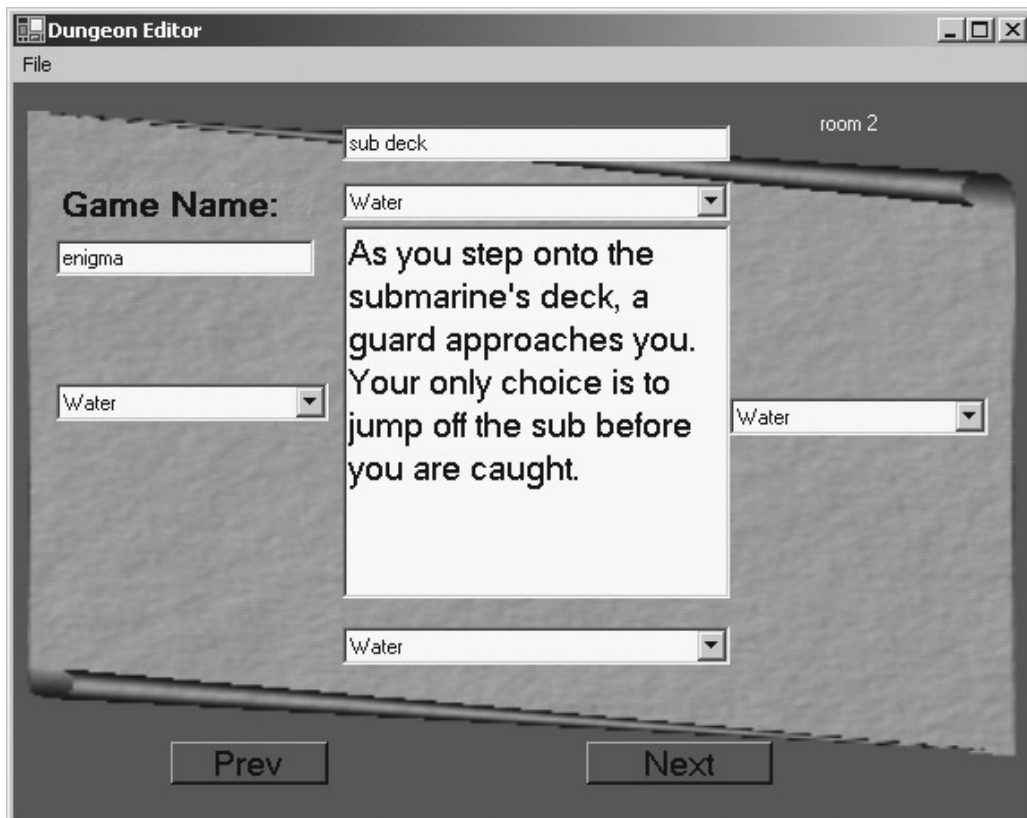 Dungeon Editor
File
room 2
sub deck
Game Name:
Water
enigma
As you step onto the
submarine's deck, a
guard approaches you.
Your only choice is to
jump off the sub before
you are caught.
Water
Water
Water
Prev
Next